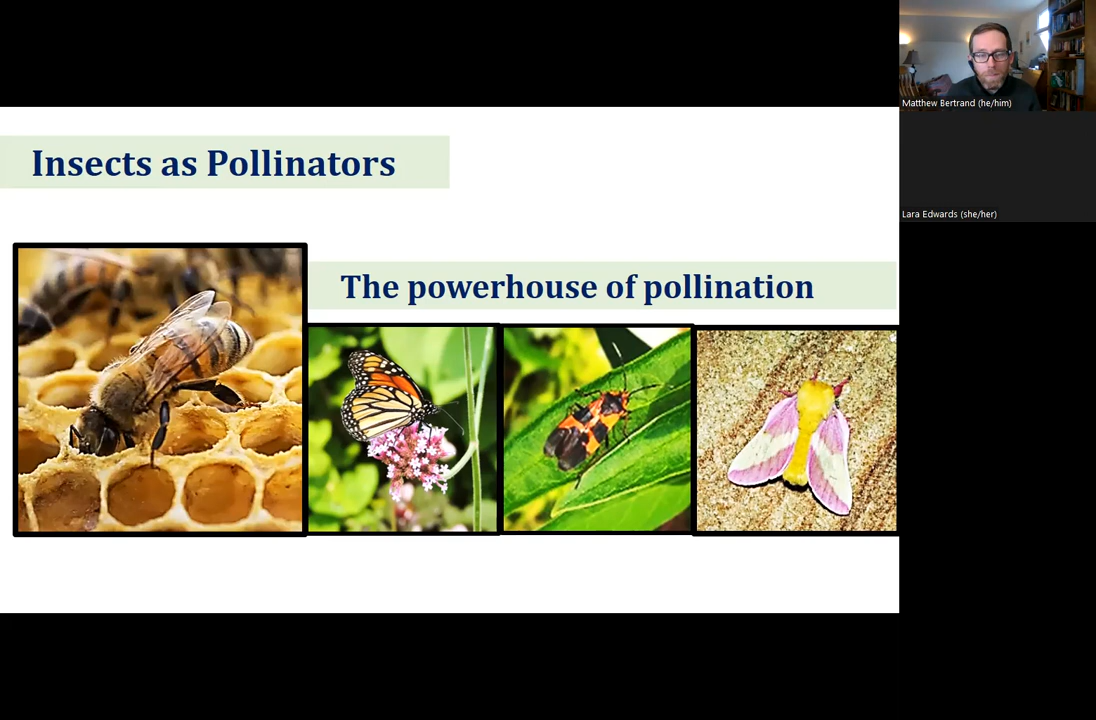 Insects as Pollinators
The powerhouse of pollination
Matthew Bertrand (he/him)
Lara Edwards (she/her)